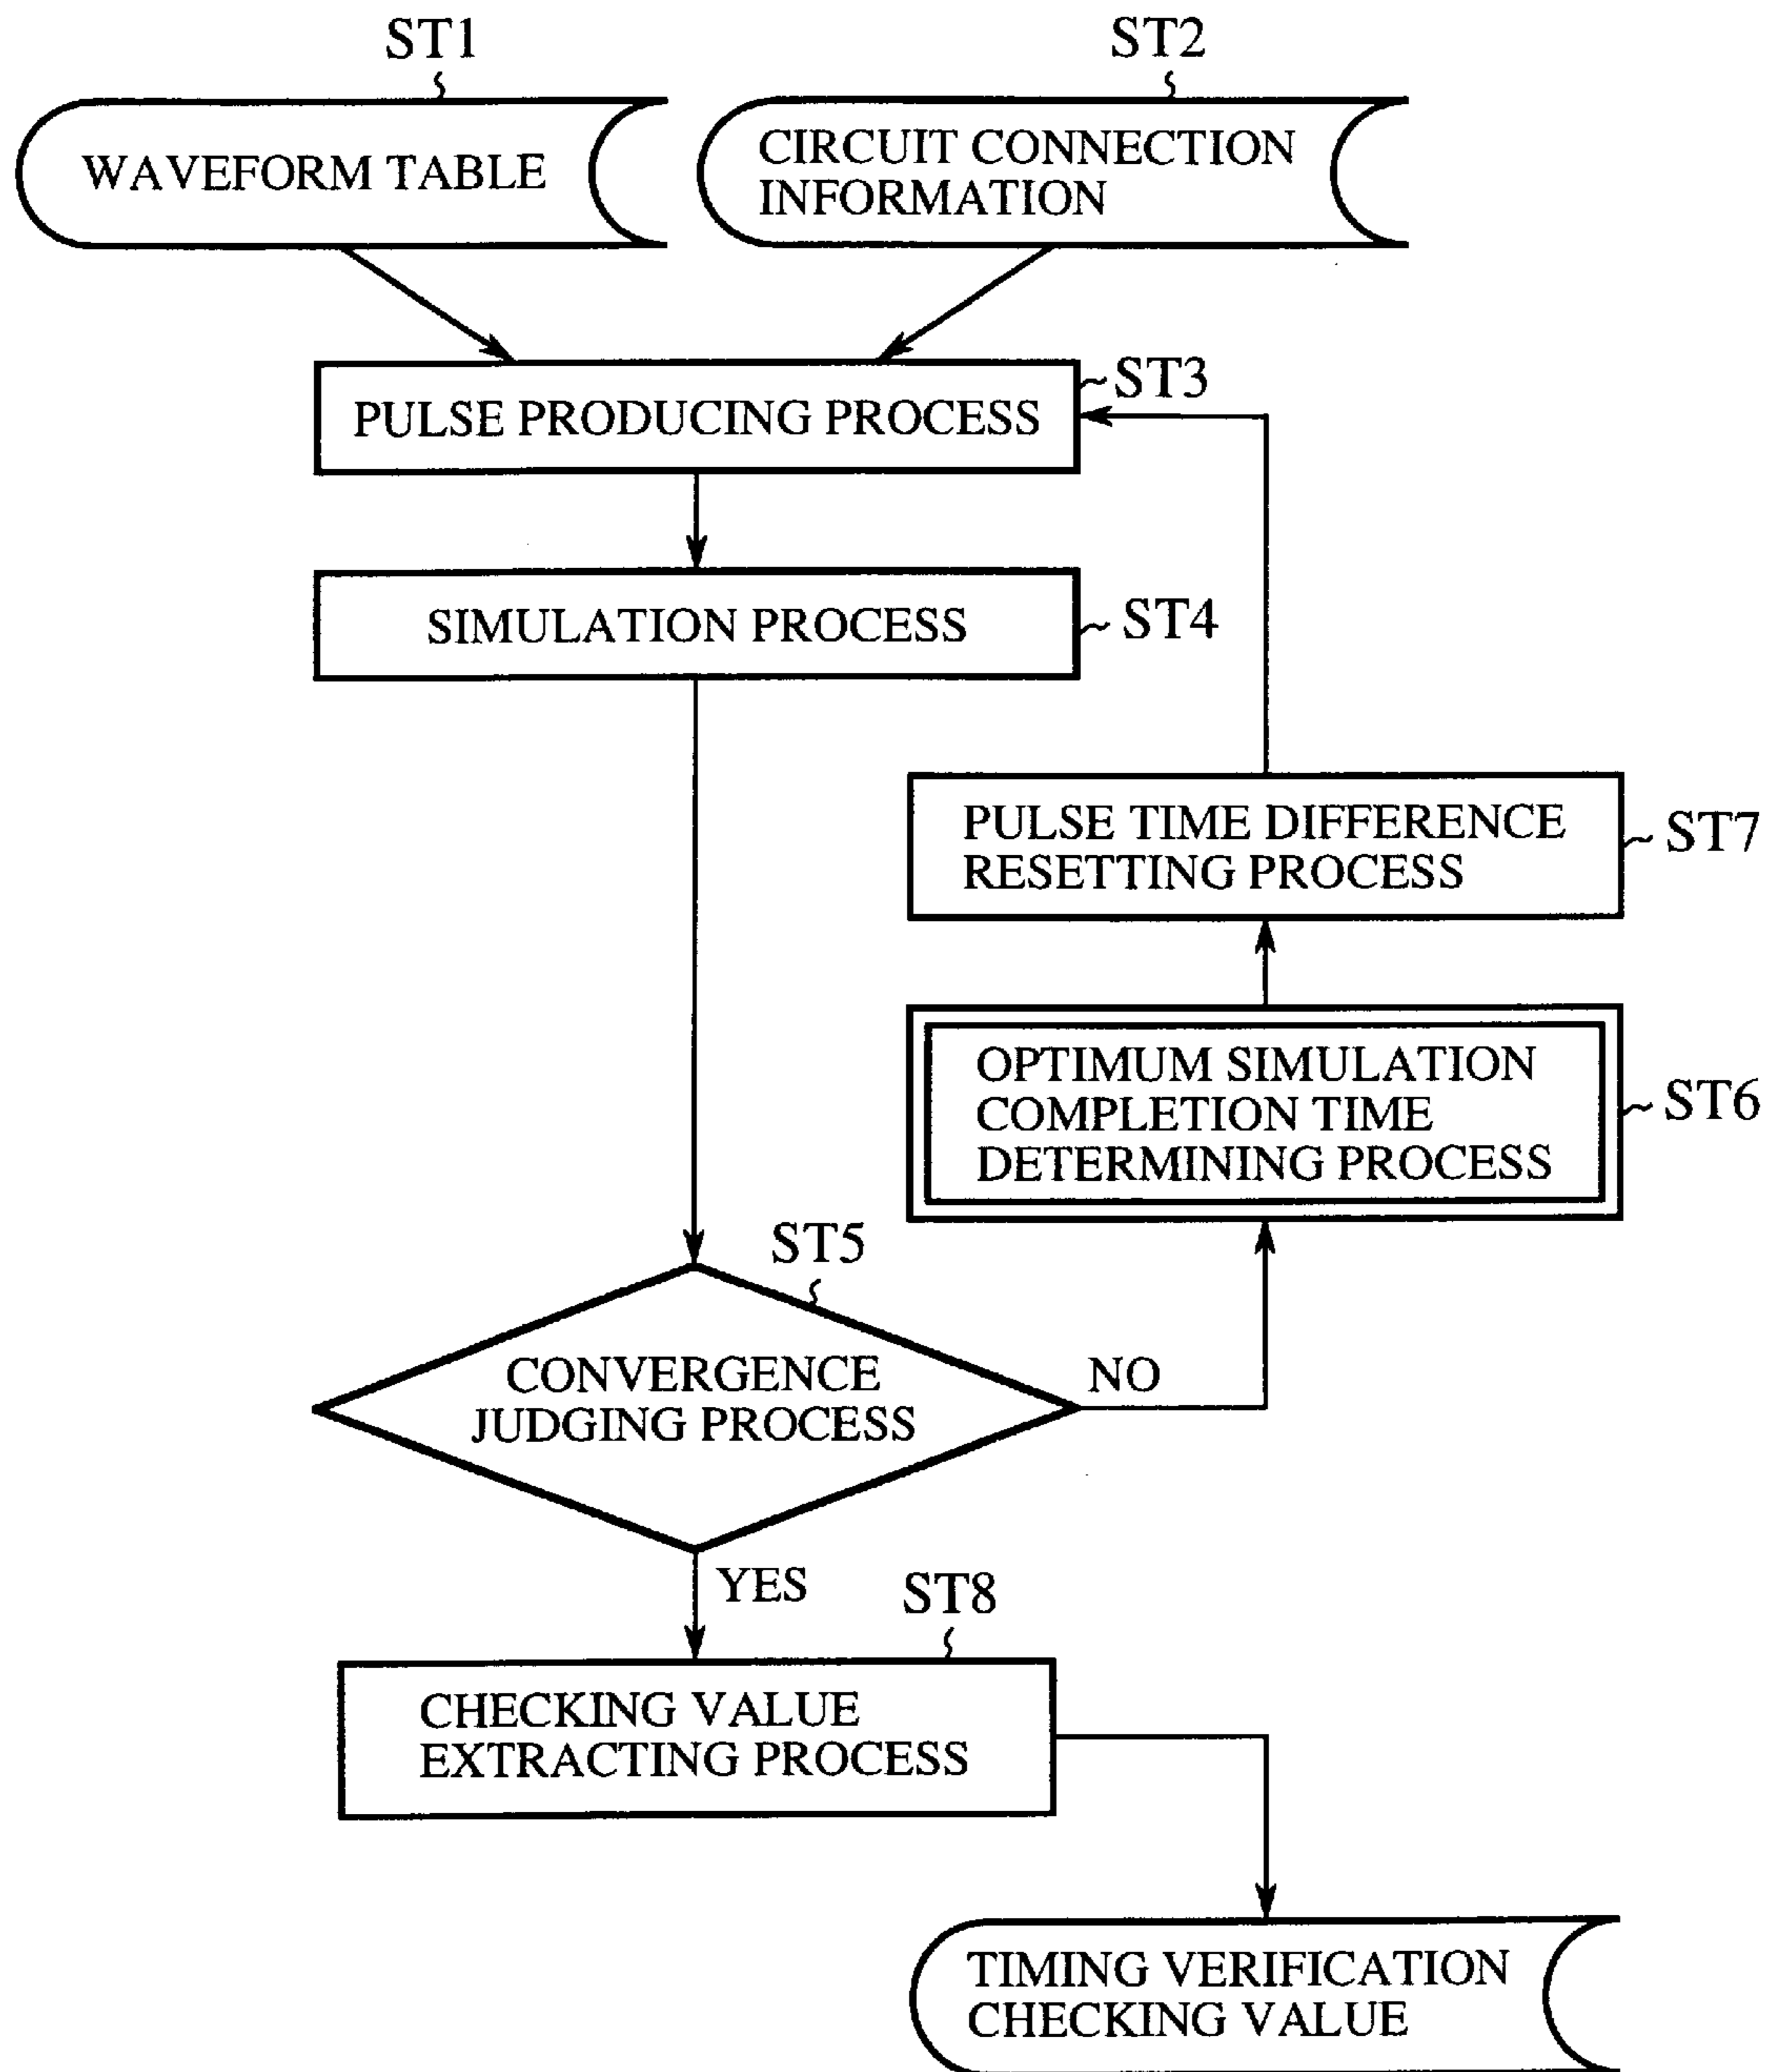 ST1
ST2
WAVEFORM TABLE
CIRCUIT CONNECTION
INFORMATION
ST3
PULSE PRODUCING PROCESS
SIMULATION PROCESS
ST4
PULSE TIME DIFFERENCE
RESETTING PROCESS
ST7
OPTIMUM SIMULATION
COMPLETION TIME
DETERMINING PROCESS
ST6
ST5
CONVERGENCE
JUDGING PROCESS
NO
YES
ST8
CHECKING VALUE
EXTRACTING PROCESS
TIMING VERIFICATION
CHECKING VALUE